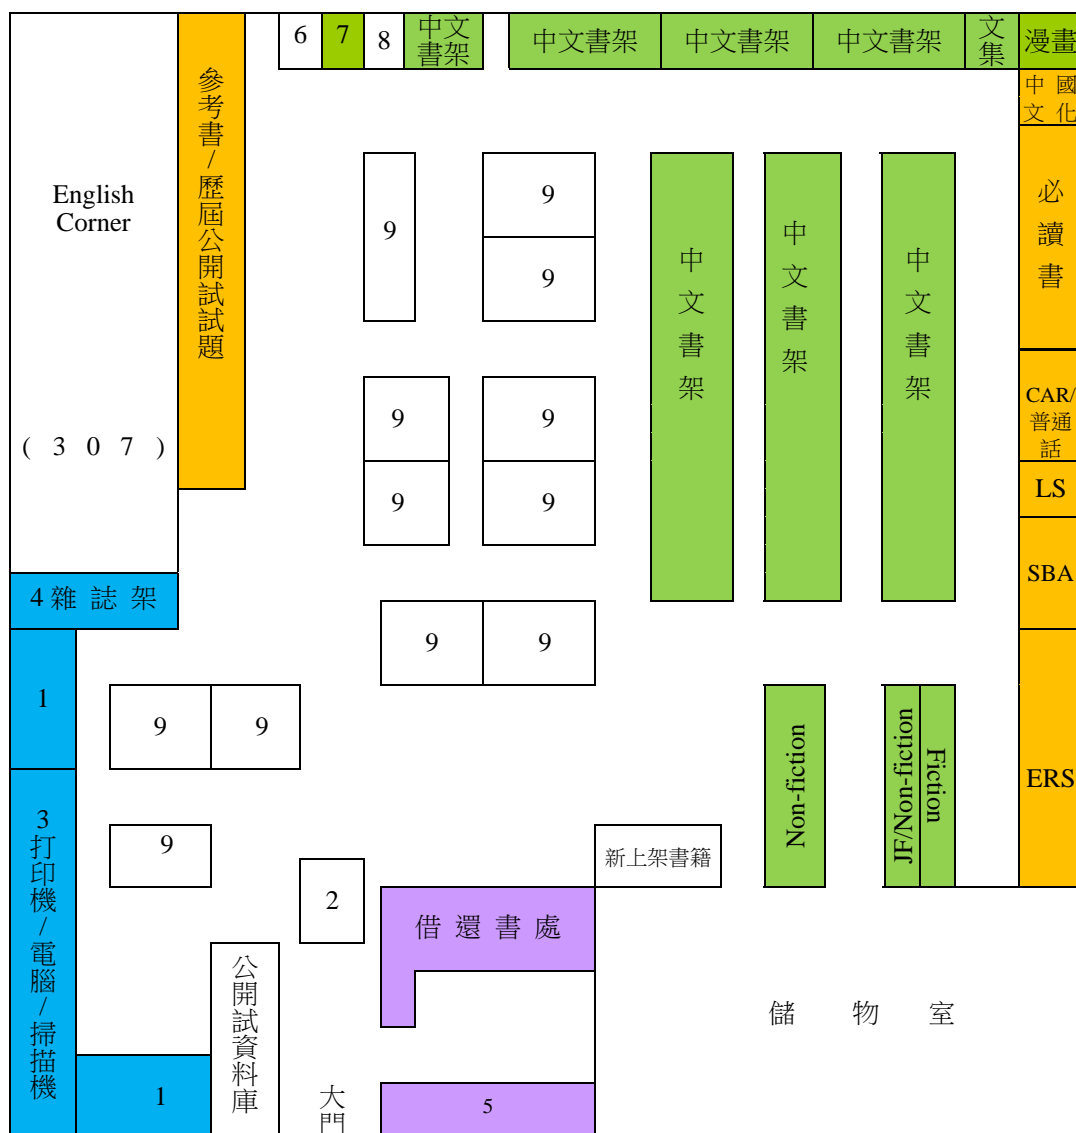 6
7
8
中文
書架
中文書架
中文書架
中文書架
文
集
漫畫
中 國
文 化
參考書/歷屆公開試試題
English
Corner
( 3 0 7 )
9
9
9
中文書架
中文書架
中文書架
必讀書
9
9
9
9
CAR/
普通
話
LS
SBA
4 雜 誌 架
9
9
1
9
9
Non-fiction
JF/Non-fiction
Fiction
ERS
3
打印機/電腦/掃描機
9
新上架書籍
2
借 還 書 處
公開試資料庫
儲 物 室
1
大門
5